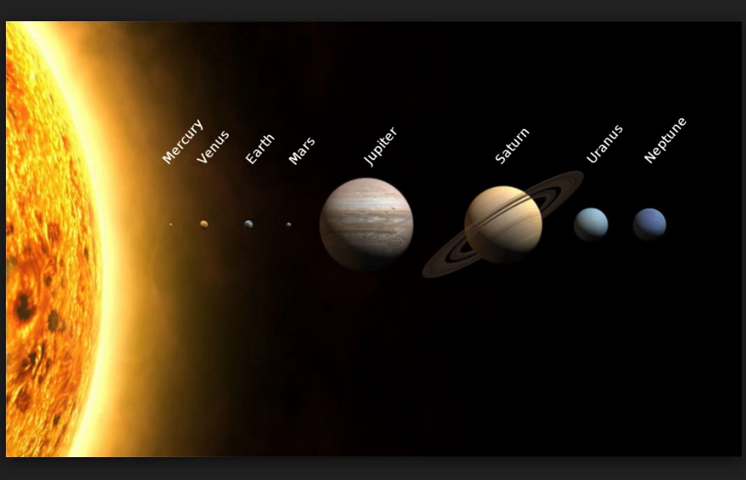 Mercury
Venus
Earth
Mars
Jupiter
Saturn
Uranus
Neptune